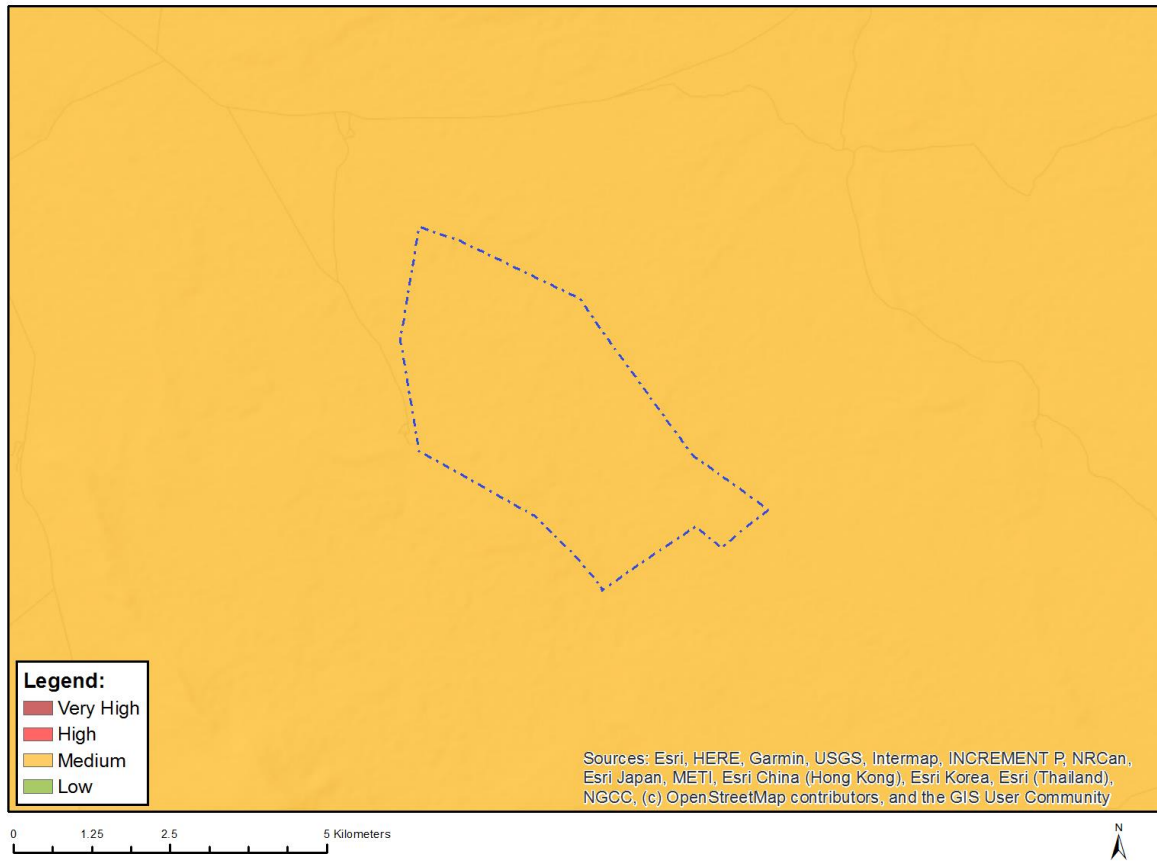 Legend:
Very High
High
Medium
Low
Sources: Esri, HERE, Garmin, USGS, Intermap, INCREMENT P, NRCan,
Esri Japan, METI, Esri China (Hong Kong), Esri Korea, Esri (Thailand),
NGCC, (c) OpenStreetMap contributors, and the GIS User Community
0 1.25 2.5 5 Kilometers
N